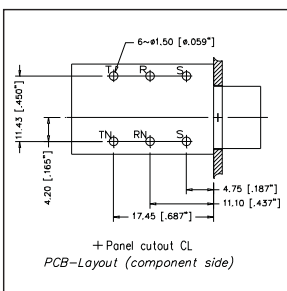 6~ø1.50 [ø.059"]
T R S
11.43 [.450"]
4.20 [.165"]
TN RN S
4.75 [.187"]
11.10 [.437"]
17.45 [.687"]
+ Panel cutout CL
PCB-Layout (component side)